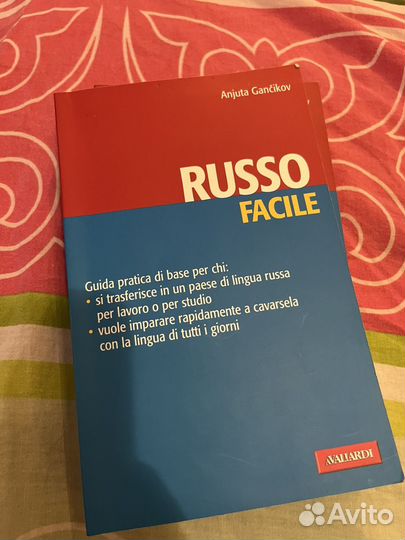 Anjuta Gančikov
RUSSO
FACILE
Guida pratica di base per chi:
• si trasferisce in un paese di lingua russa
per lavoro o per studio
• vuole imparare rapidamente a cavarsela
con la lingua di tutti i giorni
AVALLARDI
Avito